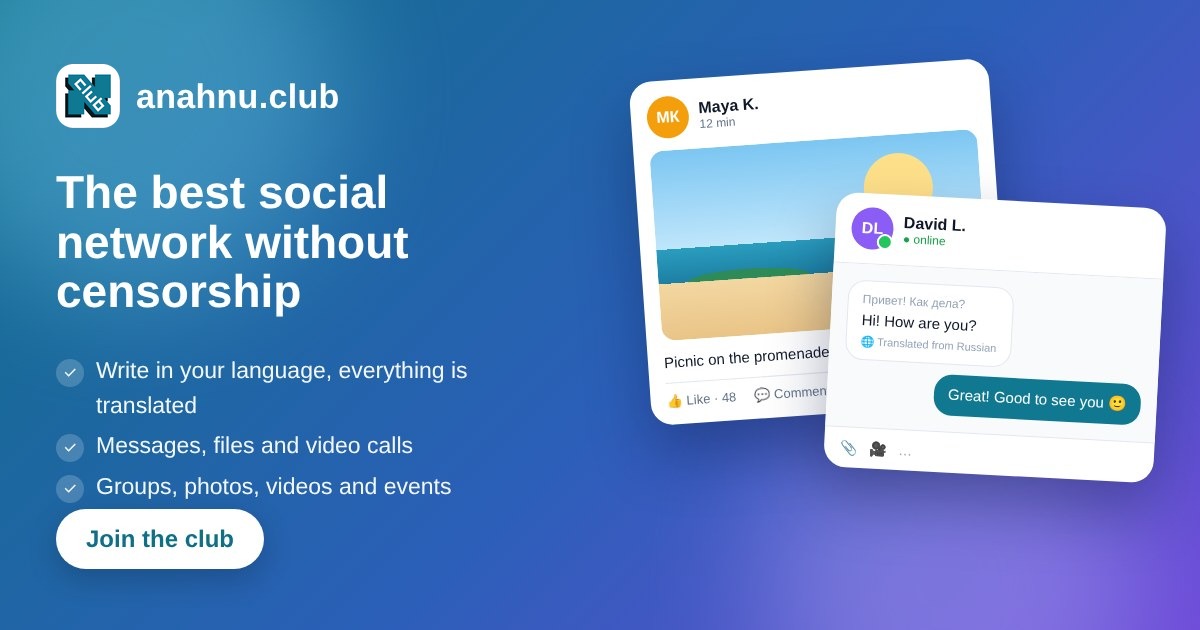 club
anahnu.club
The best social
network without
censorship
Write in your language, everything is
translated
Messages, files and video calls
Groups, photos, videos and events
Join the club
MK
Maya K.
12 min
Picnic on the promenade
👍 Like · 48 💬 Commen
DL
David L.
● online
Привет! Как дела?
Hi! How are you?
🌐 Translated from Russian
Great! Good to see you 🙂
📎 🎥 …